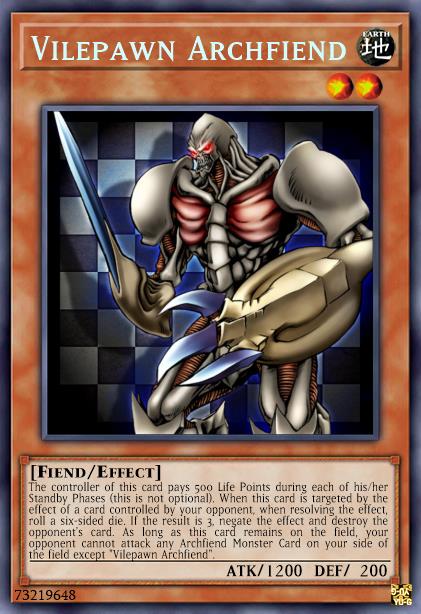 VILEPAWN ARCHFIEND
EARTH
地
[FIEND/EFFECT]
The controller of this card pays 500 Life Points during each of his/her
Standby Phases (this is not optional). When this card is targeted by the
effect of a card controlled by your opponent, when resolving the effect,
roll a six-sided die. If the result is 3, negate the effect and destroy the
opponent's card. As long as this card remains on the field, your
opponent cannot attack any Archfiend Monster Card on your side of
the field except "Vilepawn Archfiend".
ATK/1200 DEF/ 200
73219648